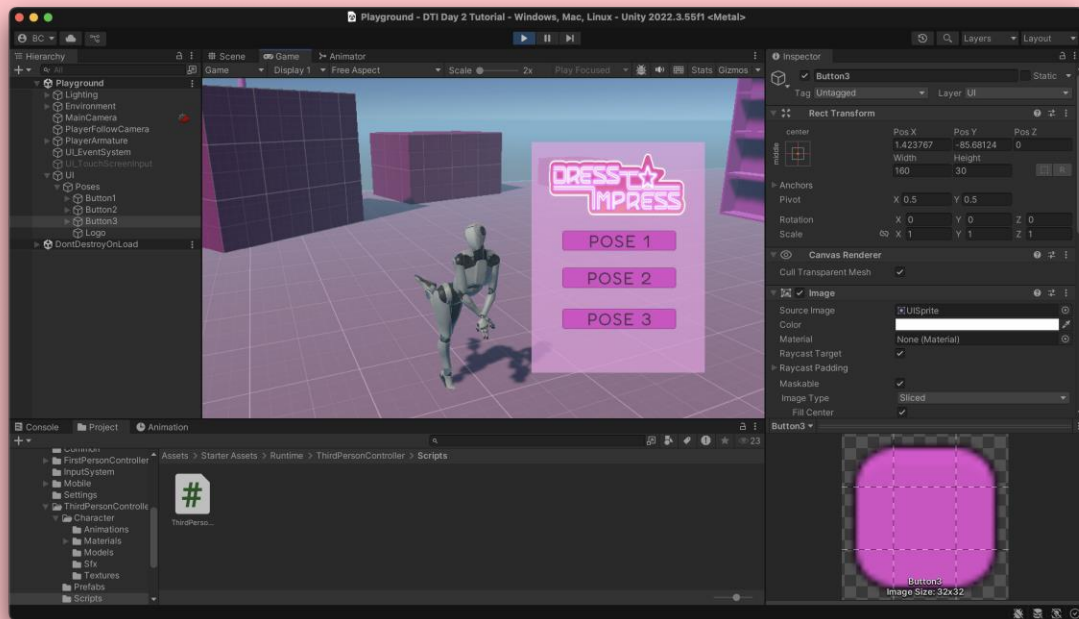 Playground - DTI Day 2 Tutorial - Windows, Mac, Linux - Unity 2022.3.55f1 <Metal>
BC
Layers
Layout
Hierarchy
All
Playground
Lighting
Environment
MainCamera
PlayerFollowCamera
PlayerArmature
UI_EventSystem
UI_TouchScreenInput
UI
Poses
Button1
Button2
Button3
Logo
DontDestroyOnLoad
Scene Game Animator
Game Display 1 Free Aspect Scale 2x Play Focused Stats Gizmos
DRESS
IMPRESS
POSE 1
POSE 2
POSE 3
Inspector
Button3 Static
Tag Untagged Layer UI
Rect Transform
center Pos X Pos Y Pos Z
middle 1.423767 -85.68124 0
Width Height
160 30 R
Anchors
Pivot X 0.5 Y 0.5
Rotation X 0 Y 0 Z 0
Scale X 1 Y 1 Z 1
Canvas Renderer
Cull Transparent Mesh
Image
Source Image UISprite
Color
Material None (Material)
Raycast Target
Raycast Padding
Maskable
Image Type Sliced
Fill Center
Button3
Button3
Image Size: 32x32
Console Project Animation
23
Common
FirstPersonController
InputSystem
Mobile
Settings
ThirdPersonControlle
Character
Animations
Materials
Models
Sfx
Textures
Prefabs
Scripts
Assets > Starter Assets > Runtime > ThirdPersonController > Scripts
#
ThirdPerso...